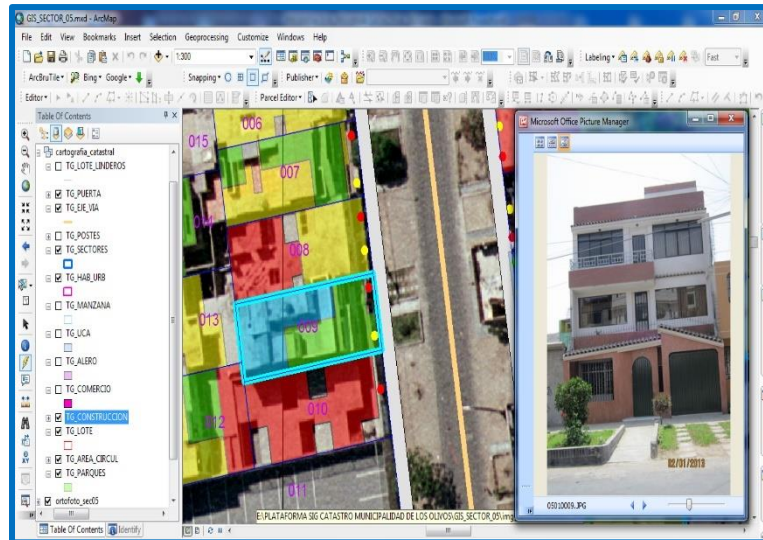 GIS_SECTOR_05.mxd - ArcMap
File Edit View Bookmarks Insert Selection Geoprocessing Customize Windows Help
1:300
Labeling
Fast
ArcBruTile
Bing
Google
Snapping
Publisher
Editor
Parcel Editor
Table Of Contents
cartografia_catastral
TG_LOTE_LINDEROS
TG_PUERTA
TG_EJE_VIA
TG_POSTES
TG_SECTORES
TG_HAB_URB
TG_MANZANA
TG_UCA
TG_ALERO
TG_COMERCIO
TG_CONSTRUCCION
TG_LOTE
TG_AREA_CIRCUL
TG_PARQUES
ortofoto_sec05
Table Of Contents Identify
006
015
007
014
008
013
009
010
012
011
E:\PLATAFORMA SIG CATASTRO MUNICIPALIDAD DE LOS OLIVOS\GIS_SECTOR_05\img
Microsoft Office Picture Manager
02/01/2013
05010009.JPG